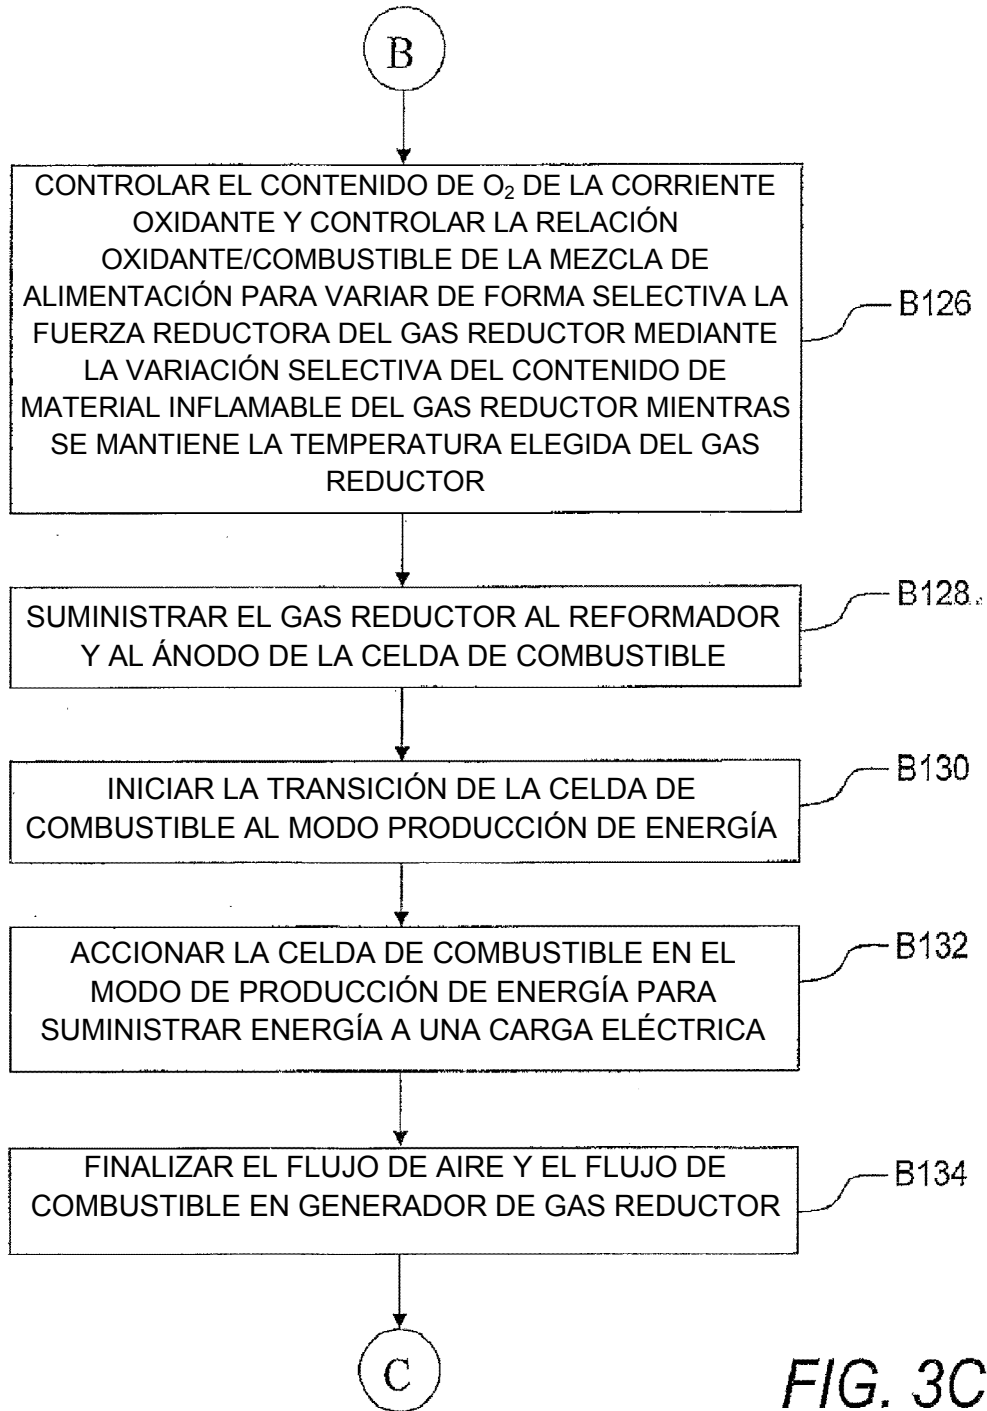 B
CONTROLAR EL CONTENIDO DE O₂ DE LA CORRIENTE
OXIDANTE Y CONTROLAR LA RELACIÓN
OXIDANTE/COMBUSTIBLE DE LA MEZCLA DE
ALIMENTACIÓN PARA VARIAR DE FORMA SELECTIVA LA
FUERZA REDUCTORA DEL GAS REDUCTOR MEDIANTE
LA VARIACIÓN SELECTIVA DEL CONTENIDO DE
MATERIAL INFLAMABLE DEL GAS REDUCTOR MIENTRAS
SE MANTIENE LA TEMPERATURA ELEGIDA DEL GAS
REDUCTOR
B126
SUMINISTRAR EL GAS REDUCTOR AL REFORMADOR
Y AL ÁNODO DE LA CELDA DE COMBUSTIBLE
B128
INICIAR LA TRANSICIÓN DE LA CELDA DE
COMBUSTIBLE AL MODO PRODUCCIÓN DE ENERGÍA
B130
ACCIONAR LA CELDA DE COMBUSTIBLE EN EL
MODO DE PRODUCCIÓN DE ENERGÍA PARA
SUMINISTRAR ENERGÍA A UNA CARGA ELÉCTRICA
B132
FINALIZAR EL FLUJO DE AIRE Y EL FLUJO DE
COMBUSTIBLE EN GENERADOR DE GAS REDUCTOR
B134
C
FIG. 3C